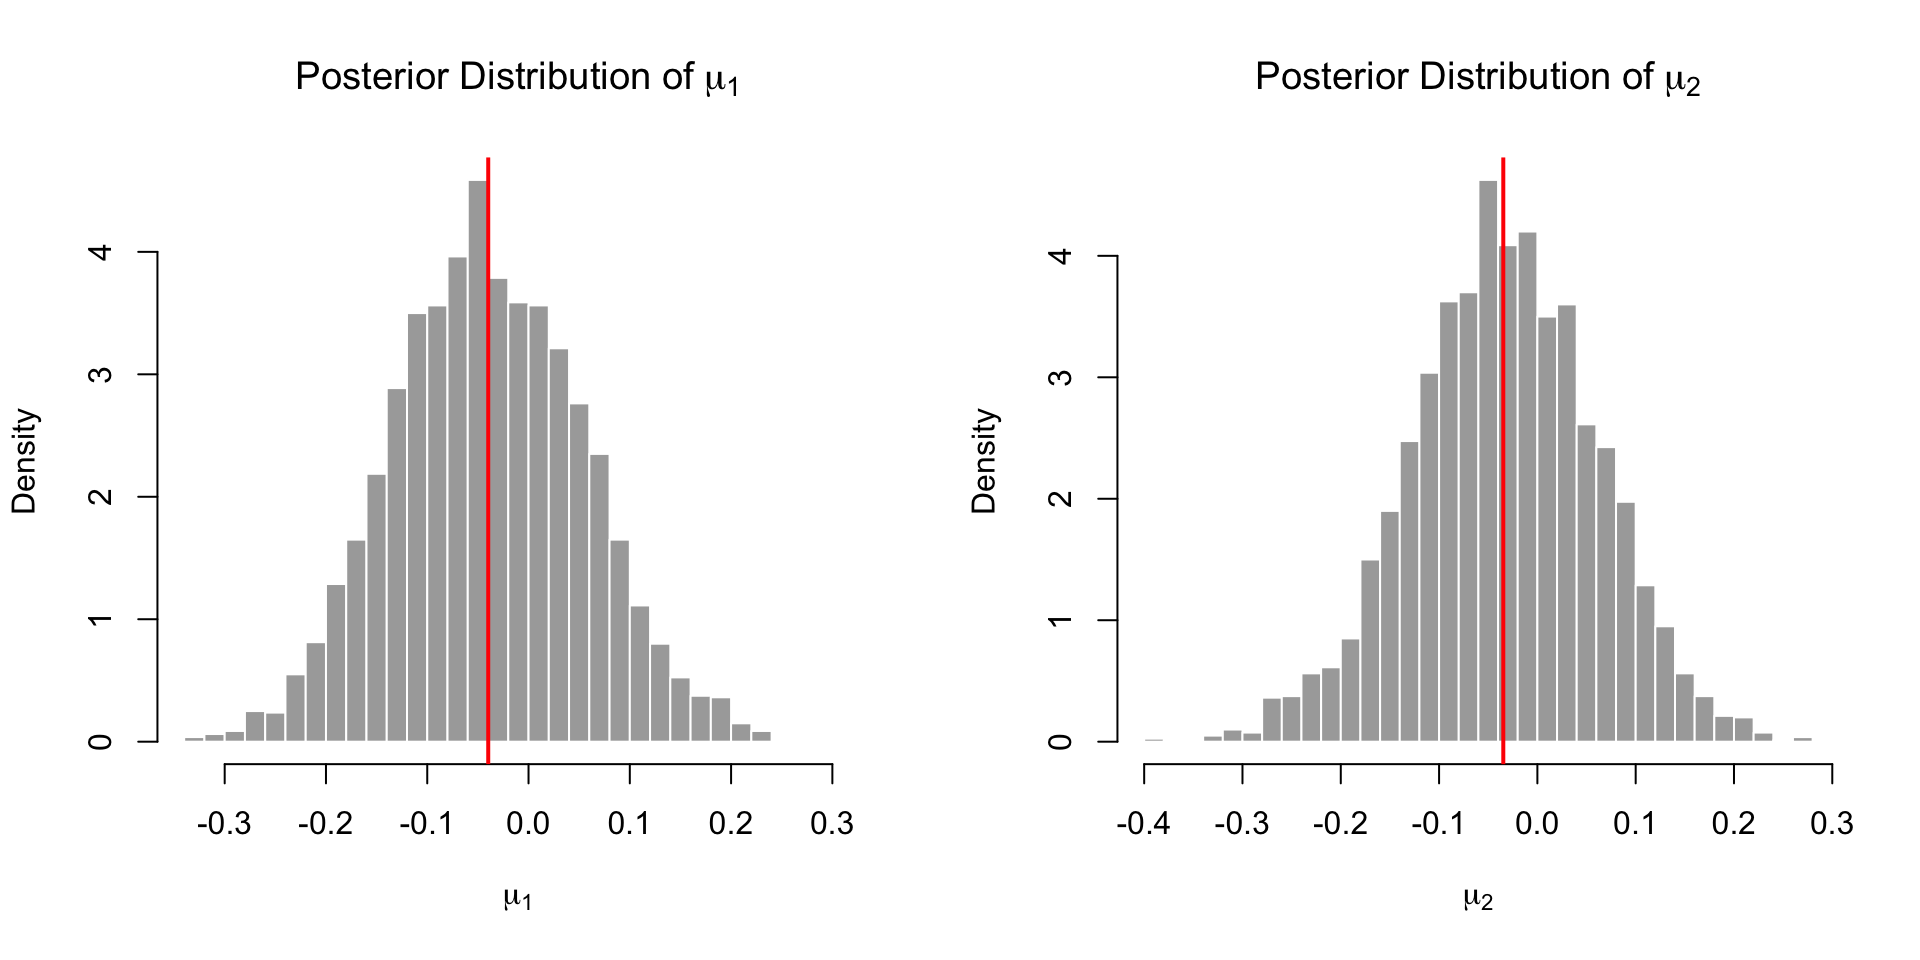 Posterior Distribution of μ1
Density
4
3
2
1
0
-0.3 -0.2 -0.1 0.0 0.1 0.2 0.3
μ1
Posterior Distribution of μ2
Density
4
3
2
1
0
-0.4 -0.3 -0.2 -0.1 0.0 0.1 0.2 0.3
μ2